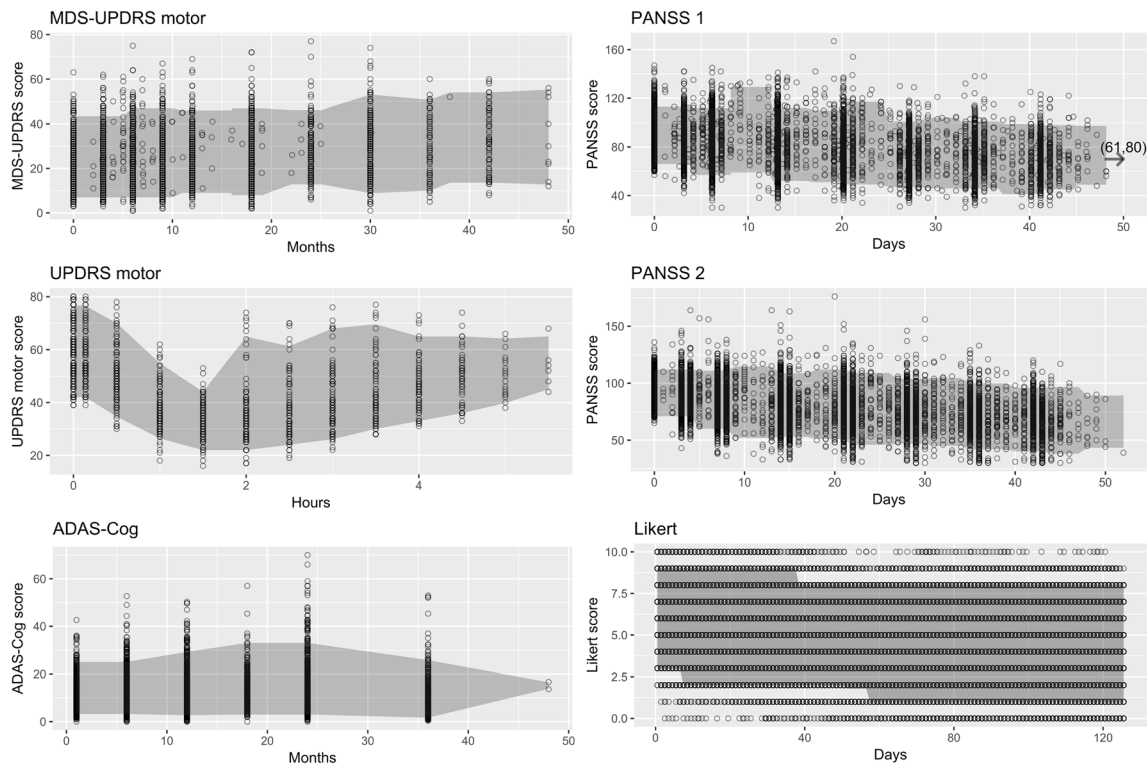 MDS-UPDRS motor
MDS-UPDRS score
80
60
40
20
0
0 10 20 30 40 50
Months
PANSS 1
PANSS score
160
120
80
40
(61,80)
0 10 20 30 40 50
Days
UPDRS motor
UPDRS motor score
80
60
40
20
0 2 4
Hours
PANSS 2
PANSS score
150
100
50
0 10 20 30 40 50
Days
ADAS-Cog
ADAS-Cog score
60
40
20
0
0 10 20 30 40 50
Months
Likert
Likert score
10.0
7.5
5.0
2.5
0.0
0 40 80 120
Days